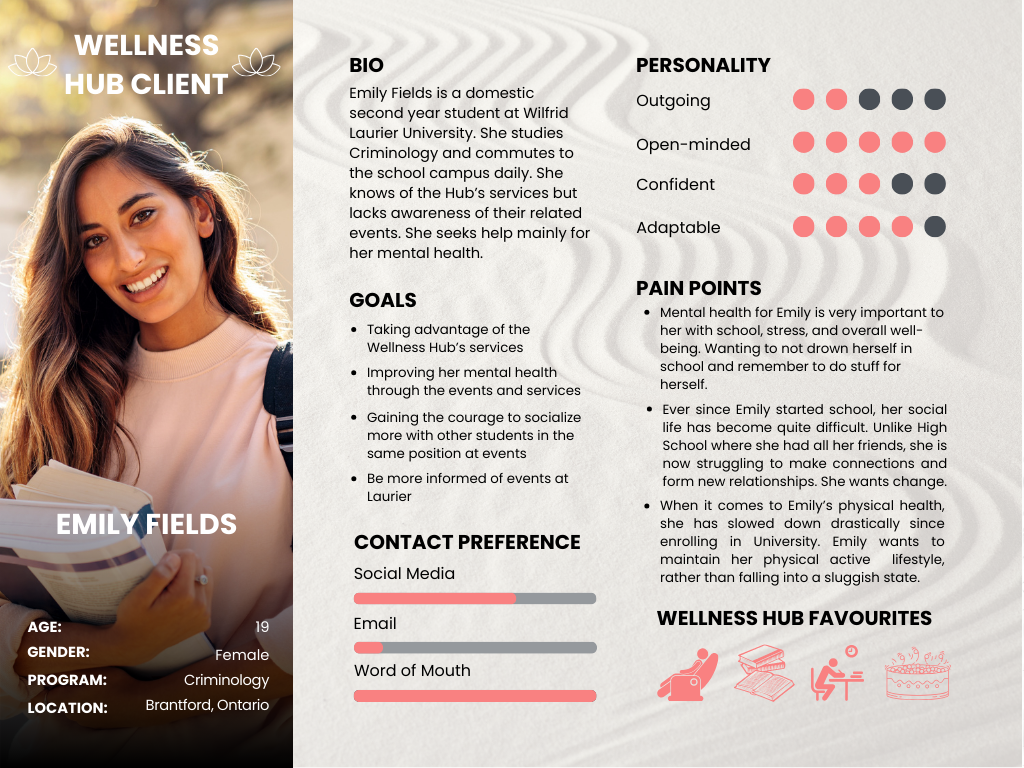 WELLNESS
HUB CLIENT
EMILY FIELDS
AGE: 19
GENDER: Female
PROGRAM: Criminology
LOCATION: Brantford, Ontario
BIO
Emily Fields is a domestic
second year student at Wilfrid
Laurier University. She studies
Criminology and commutes to
the school campus daily. She
knows of the Hub's services but
lacks awareness of their related
events. She seeks help mainly for
her mental health.
GOALS
• Taking advantage of the
Wellness Hub's services
• Improving her mental health
through the events and services
• Gaining the courage to socialize
more with other students in the
same position at events
• Be more informed of events at
Laurier
CONTACT PREFERENCE
Social Media
Email
Word of Mouth
PERSONALITY
Outgoing
Open-minded
Confident
Adaptable
PAIN POINTS
• Mental health for Emily is very important to
her with school, stress, and overall well-
being. Wanting to not drown herself in
school and remember to do stuff for
herself.
• Ever since Emily started school, her social
life has become quite difficult. Unlike High
School where she had all her friends, she is
now struggling to make connections and
form new relationships. She wants change.
• When it comes to Emily's physical health,
she has slowed down drastically since
enrolling in University. Emily wants to
maintain her physical active lifestyle,
rather than falling into a sluggish state.
WELLNESS HUB FAVOURITES